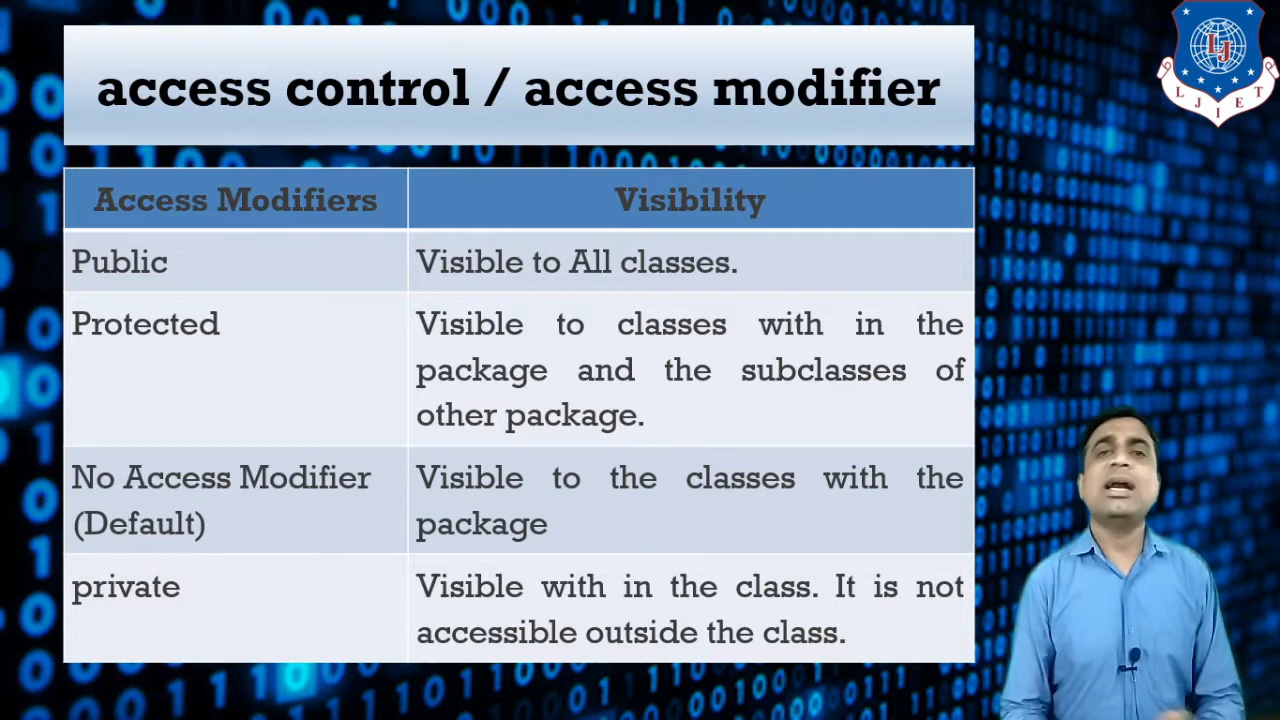 access control / access modifier
Access Modifiers
Visibility
Public
Visible to All classes.
Protected
Visible to classes with in the
package and the subclasses of
other package.
No Access Modifier
(Default)
Visible to the classes with the
package
private
Visible with in the class. It is not
accessible outside the class.
LJ
LJIET